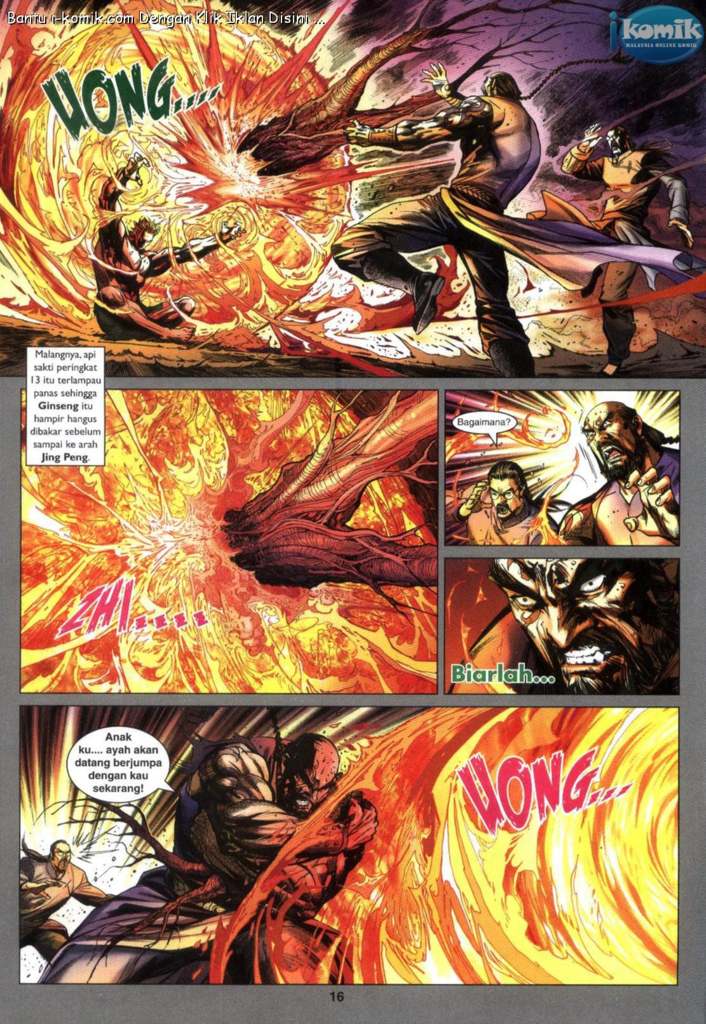 Bantu i-komik.com Dengan Klik Iklan Disini ...
ikomik
MALAYSIA ONLINE KOMIK
UONG....
Malangnya, api
sakti peringkat
13 itu terlampau
panas sehingga
Ginseng itu
hampir hangus
dibakar sebelum
sampai ke arah
Jing Peng.
ZHI....
Bagaimana?
Biarlah...
Anak
ku.... ayah akan
datang berjumpa
dengan kau
sekarang!
UONG....
16